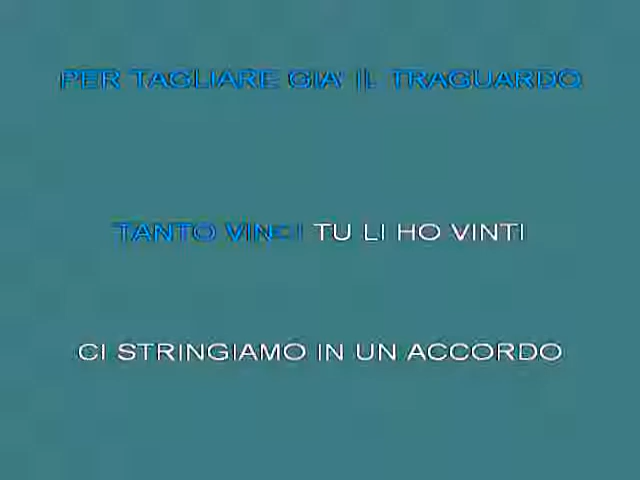 PER TAGLIARE GIA' IL TRAGUARDO
TANTO VINCI TU LI HO VINTI
CI STRINGIAMO IN UN ACCORDO